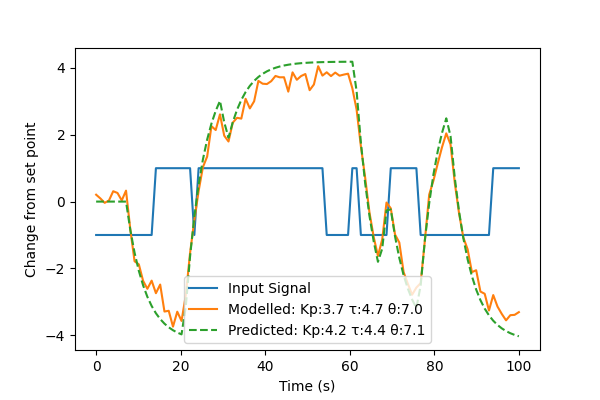 4
2
0
−2
−4
Change from set point
Input Signal
Modelled: Kp:3.7 τ:4.7 θ:7.0
Predicted: Kp:4.2 τ:4.4 θ:7.1
0 20 40 60 80 100
Time (s)